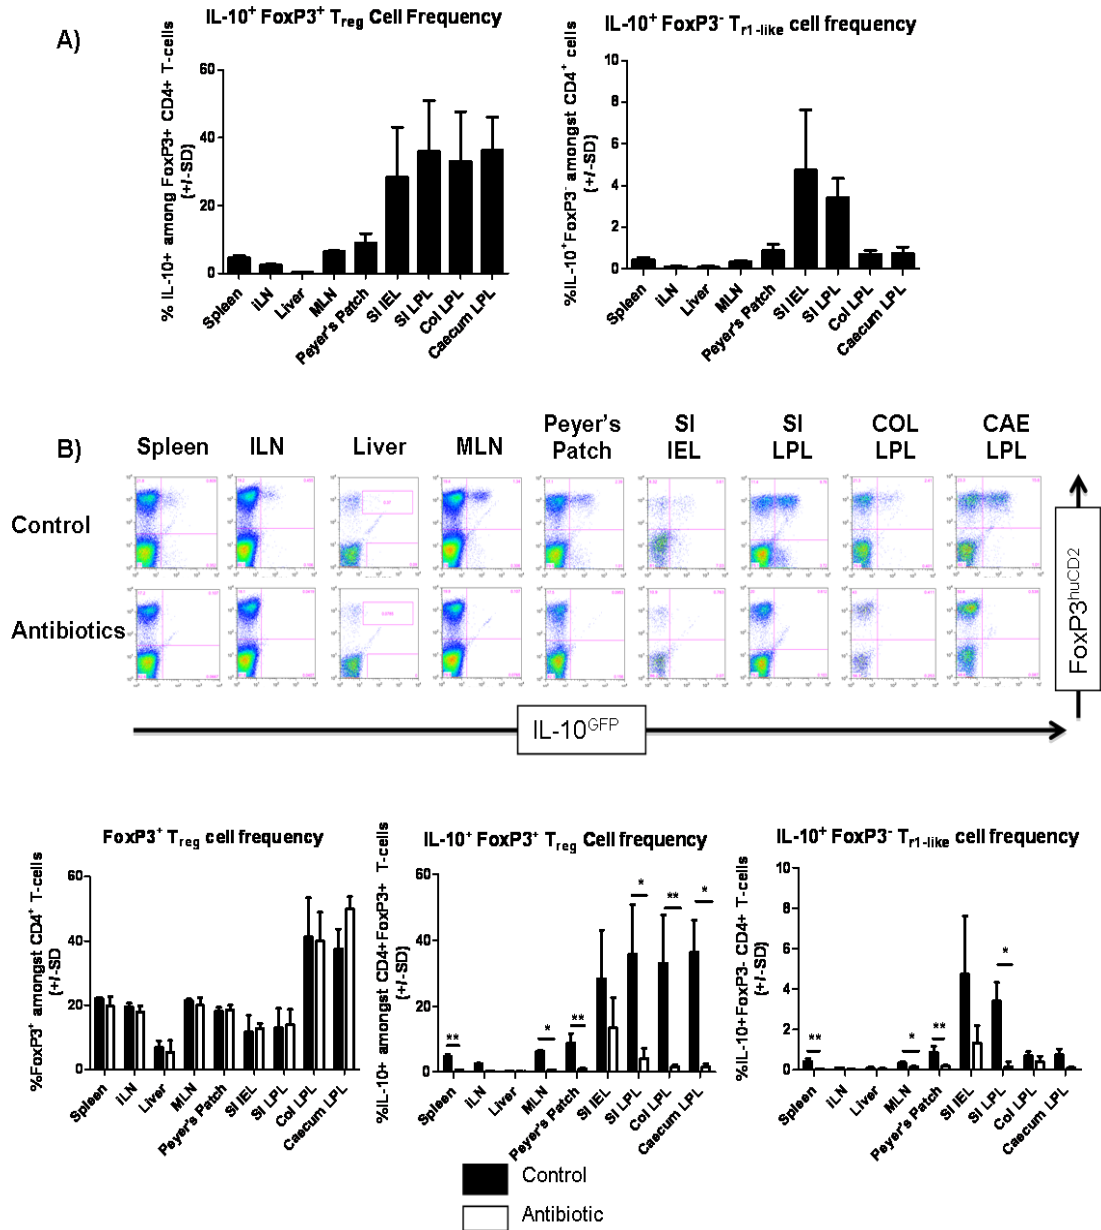 A)
IL-10+ FoxP3+ Treg Cell Frequency
% IL-10+ among FoxP3+ CD4+ T-cells
(+/-SD)
60
40
20
0
Spleen
iLN
Liver
MLN
Peyer's Patch
SI IEL
SI LPL
Col LPL
Caecum LPL
IL-10+ FoxP3- Tr1-like cell frequency
%IL-10+FoxP3- amongst CD4+ cells
(+/-SD)
10
8
6
4
2
0
Spleen
iLN
Liver
MLN
Peyer's Patch
SI IEL
SI LPL
Col LPL
Caecum LPL
B)
Spleen
ILN
Liver
MLN
Peyer's
Patch
SI
IEL
SI
LPL
COL
LPL
CAE
LPL
Control
Antibiotics
FoxP3huCD2
IL-10GFP
FoxP3+ Treg cell frequency
%FoxP3+ amongst CD4+ T-cells
(+/-SD)
60
40
20
0
Spleen
ILN
Liver
MLN
Peyer's Patch
SI IEL
SI LPL
Col LPL
Caecum LPL
IL-10+ FoxP3+ Treg Cell frequency
%IL-10+ amongst CD4+FoxP3+ T-cells
(+/-SD)
60
40
20
0
**
*
**
*
**
*
Spleen
ILN
Liver
MLN
Peyer's Patch
SI IEL
SI LPL
Col LPL
Caecum LPL
IL-10+ FoxP3- Tr1-like cell frequency
%IL-10+FoxP3- CD4+ T-cells
(+/-SD)
10
8
6
4
2
0
**
*
**
*
Spleen
ILN
Liver
MLN
Peyer's Patch
SI IEL
SI LPL
Col LPL
Caecum LPL
Control
Antibiotic